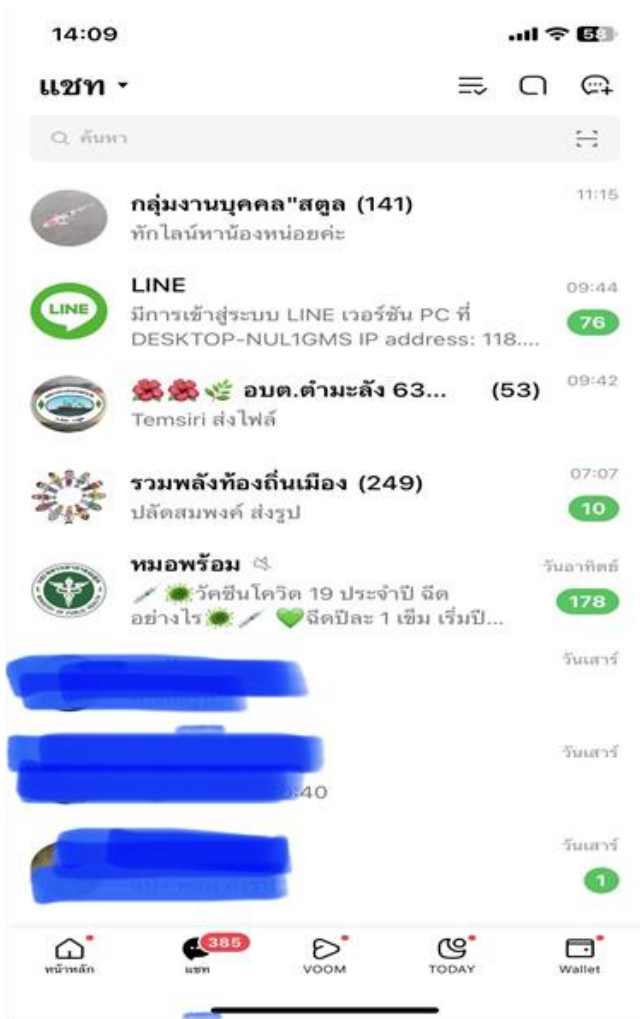 14:09
58
แชท
ค้นหา
กลุ่มงานบุคคล"สตูล (141)
11:15
ทักไลน์หาน้องหน่อยค่ะ
LINE
09:44
LINE
มีการเข้าสู่ระบบ LINE เวอร์ชัน PC ที่
76
DESKTOP-NUL1GMS IP address: 118....
🌺🌺🌿 อบต.ตำมะลัง 63... (53)
09:42
Temsiri ส่งไฟล์
รวมพลังท้องถิ่นเมือง (249)
07:07
ปลัดสมพงค์ ส่งรูป
10
หมอพร้อม
วันอาทิตย์
💉 🦠วัคซีนโควิด 19 ประจำปี ฉีด
178
อย่างไร🦠 💉 💚ฉีดปีละ 1 เข็ม เริ่มปี...
วันเสาร์
วันเสาร์
:40
วันเสาร์
1
385
หน้าหลัก
แชท
VOOM
TODAY
Wallet